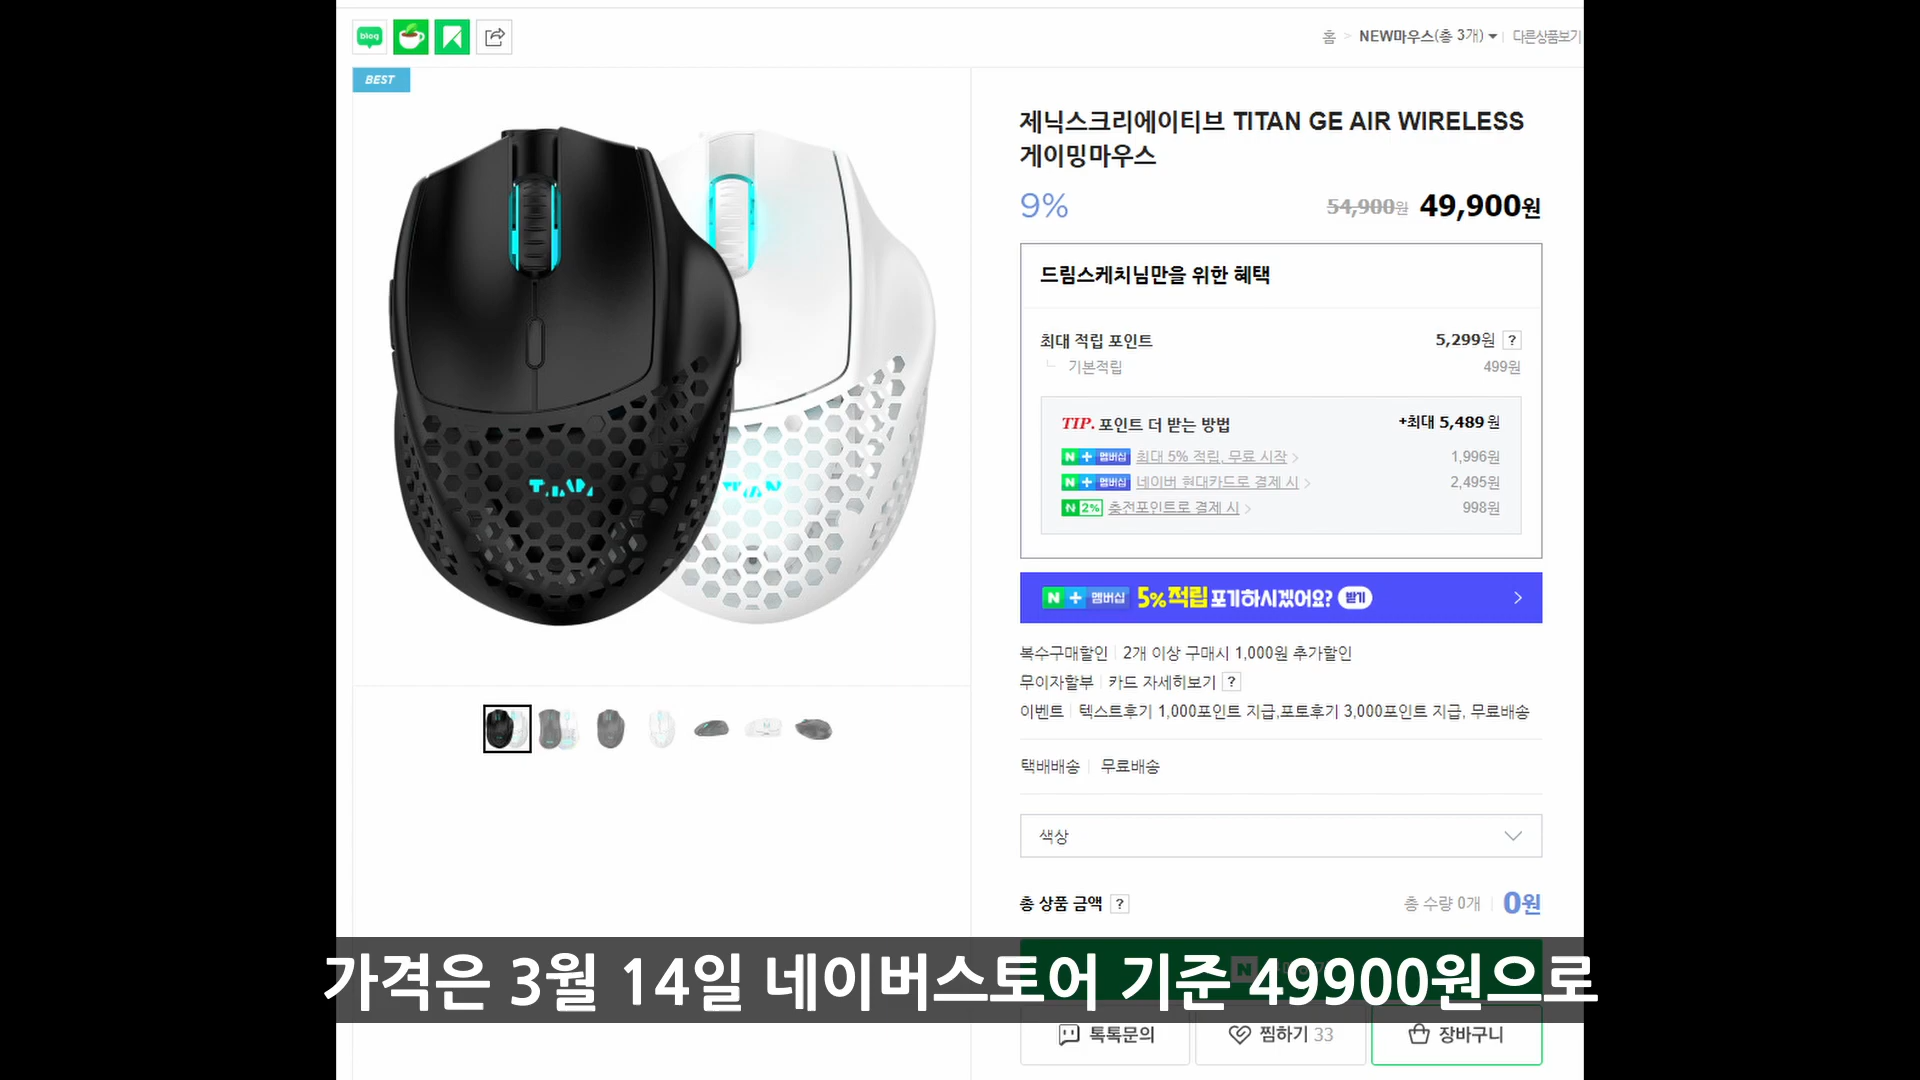 blog
홈 > NEW마우스(총 3개) 다른상품보기
BEST
제닉스크리에이티브 TITAN GE AIR WIRELESS
게이밍마우스
9% 54,900원 49,900원
드림스케치님만을 위한 혜택
최대 적립 포인트 5,299원 ?
기본적립 499원
TIP. 포인트 더 받는 방법 +최대 5,489 원
N + 멤버십 최대 5% 적립, 무료 시작 > 1,996원
N + 멤버십 네이버 현대카드로 결제 시 > 2,495원
N 2% 충전포인트로 결제 시 > 998원
N + 멤버십 5%적립 포기하시겠어요? 받기 >
복수구매할인 2개 이상 구매시 1,000원 추가할인
무이자할부 카드 자세히보기 ?
이벤트 텍스트후기 1,000포인트 지급,포토후기 3,000포인트 지급, 무료배송
택배배송 무료배송
색상
총 상품 금액 ? 총 수량 0개 0원
가격은 3월 14일 네이버스토어 기준 49900원으로
톡톡문의 찜하기 33 장바구니